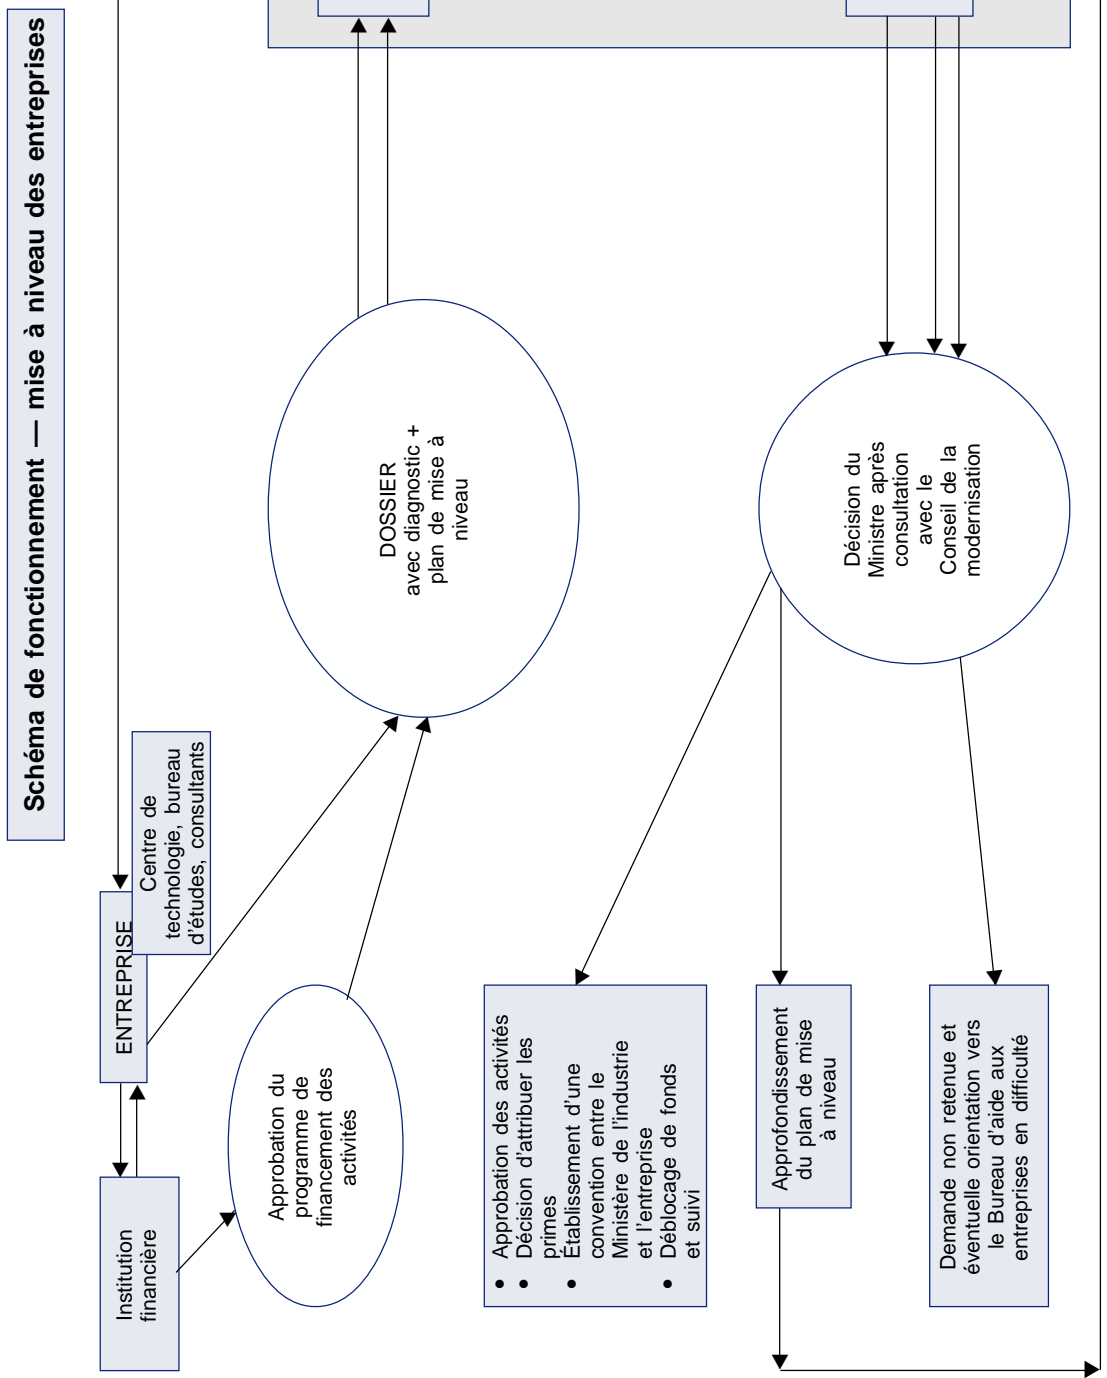 Schéma de fonctionnement — mise à niveau des entreprises
Institution
financière
ENTREPRISE
Centre de
technologie, bureau
d'études, consultants
Approbation du
programme de
financement des
activités
DOSSIER
avec diagnostic +
plan de mise à
niveau
• Approbation des activités
• Décision d'attribuer les
primes
• Établissement d'une
convention entre le
Ministère de l'industrie
et l'entreprise
• Déblocage de fonds
et suivi
Approfondissement
du plan de mise
à niveau
Demande non retenue et
éventuelle orientation vers
le Bureau d'aide aux
entreprises en difficulté
Décision du
Ministre après
consultation
avec le
Conseil de la
modernisation